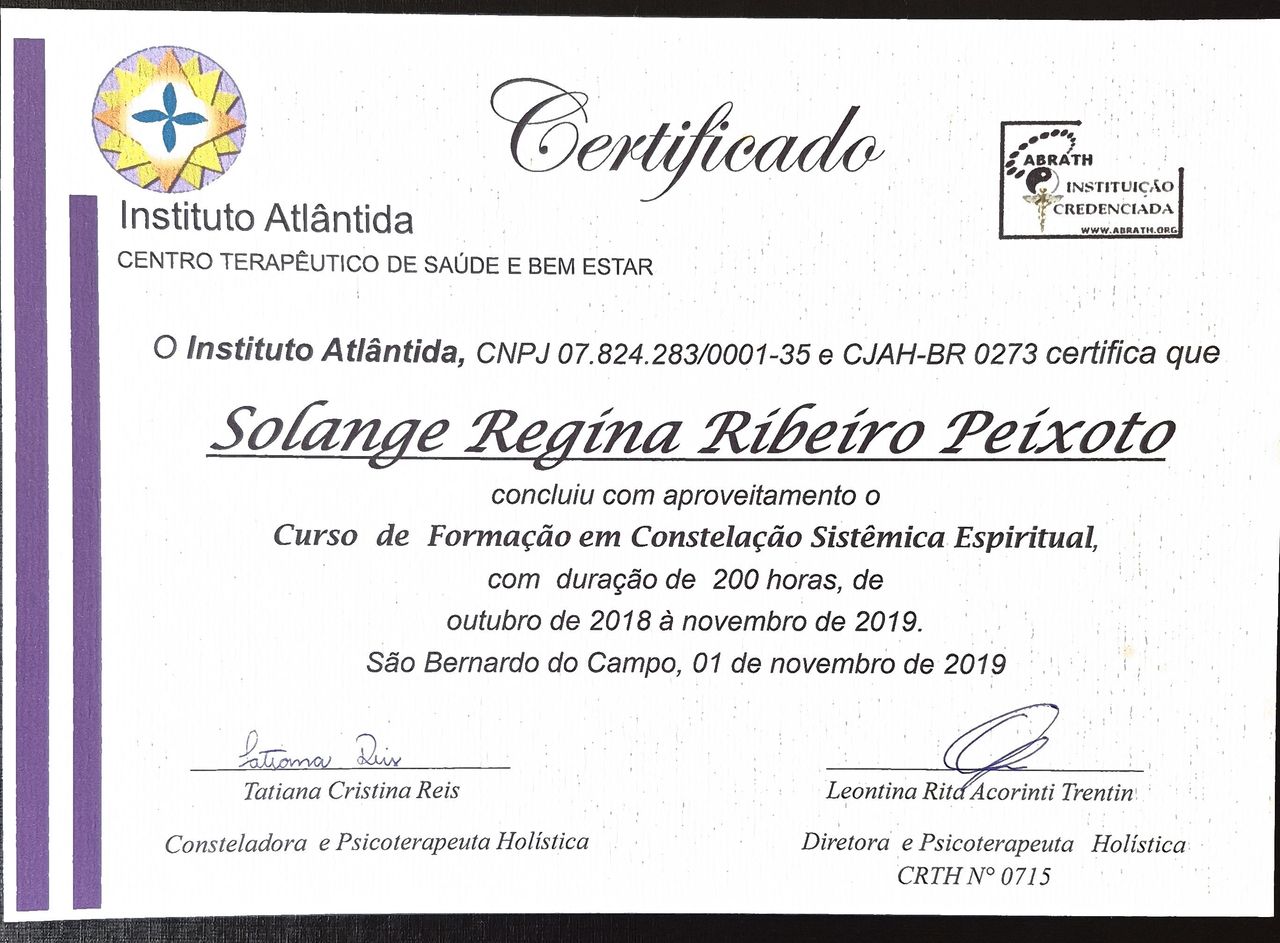 Certificado
ABRATH
INSTITUIÇÃO
CREDENCIADA
WWW.ABRATH.ORG
Instituto Atlântida
CENTRO TERAPÊUTICO DE SAÚDE E BEM ESTAR
O Instituto Atlântida, CNPJ 07.824.283/0001-35 e CJAH-BR 0273 certifica que
Solange Regina Ribeiro Peixoto
concluiu com aproveitamento o
Curso de Formação em Constelação Sistêmica Espiritual,
com duração de 200 horas, de
outubro de 2018 à novembro de 2019.
São Bernardo do Campo, 01 de novembro de 2019
Tatiana Reis
Tatiana Cristina Reis
Consteladora e Psicoterapeuta Holística
Leontina Rita Acorinti Trentin
Diretora e Psicoterapeuta Holística
CRTH Nº 0715